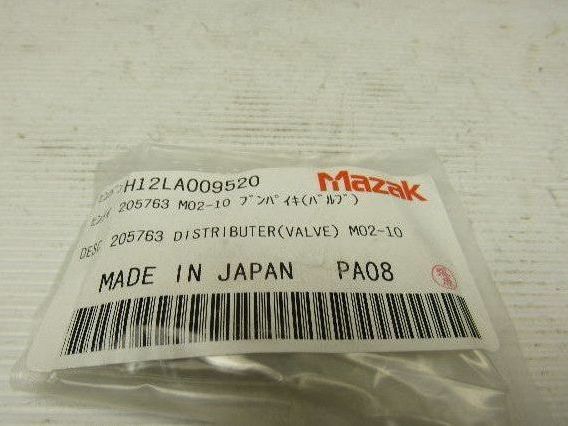 H12LA009520
Mazak
205763 M02-10 ﾌﾞﾝﾊﾟｲｷ(ﾊﾞﾙﾌﾞ)
DESC 205763 DISTRIBUTER(VALVE) M02-10
MADE IN JAPAN PA08